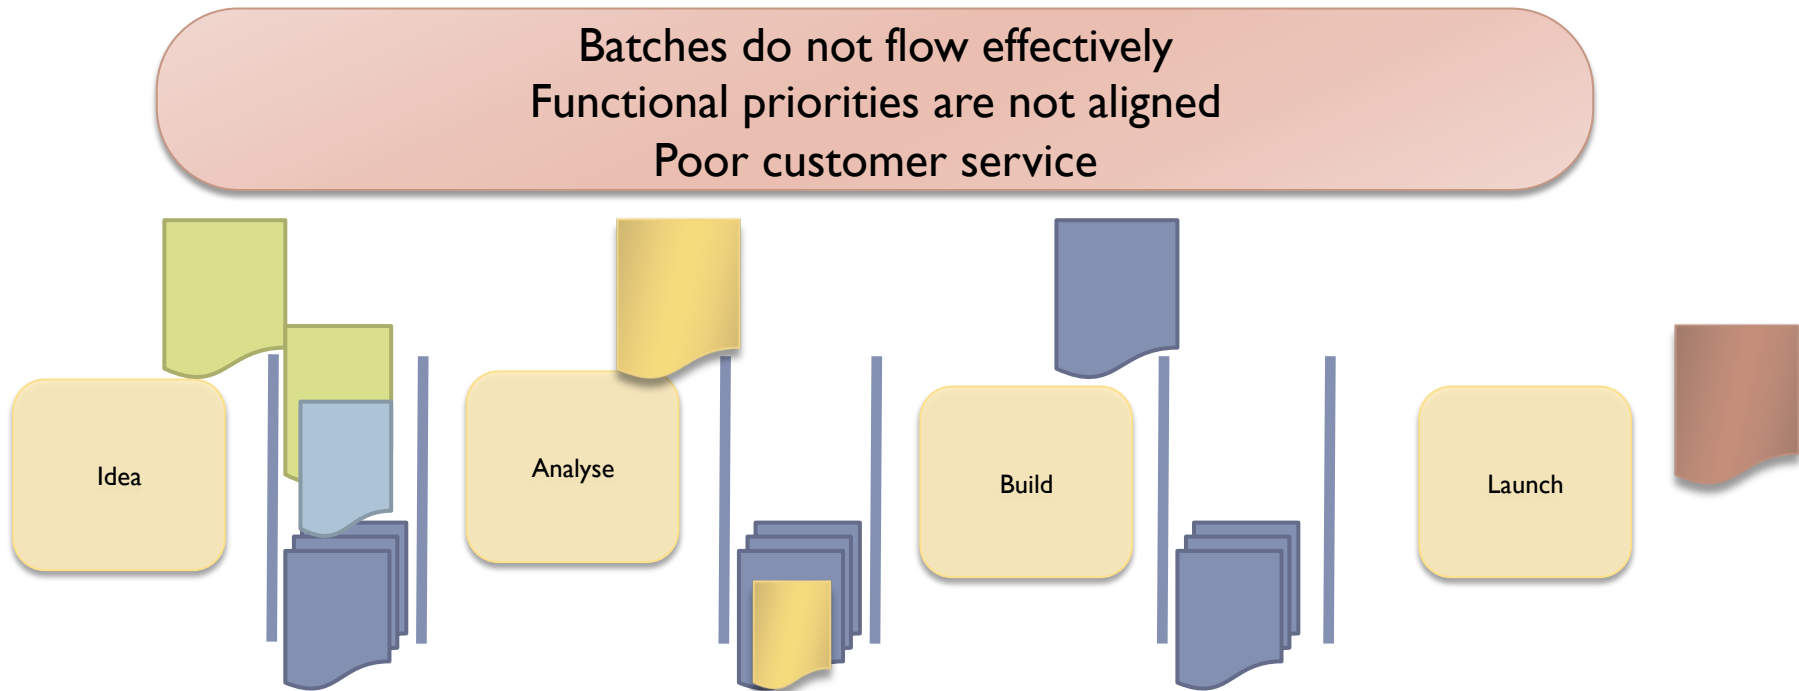 Batches do not flow effectively
Functional priorities are not aligned
Poor customer service
Idea
Analyse
Build
Launch